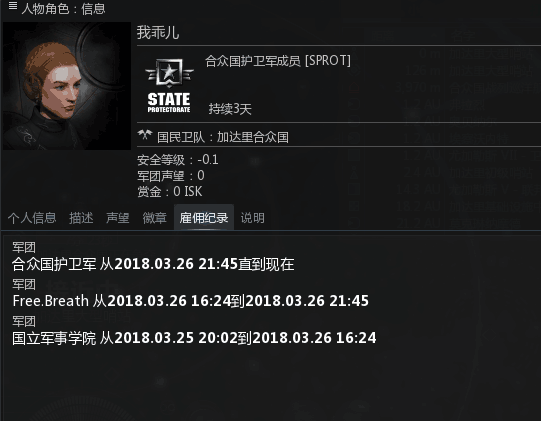 人物角色：信息
我乖儿
合众国护卫军成员 [SPROT]
STATE
PROTECTORATE
持续3天
国民卫队：加达里合众国
安全等级：-0.1
军团声望：0
赏金：0 ISK
个人信息 描述 声望 徽章 雇佣纪录 说明
军团
合众国护卫军 从2018.03.26 21:45直到现在
军团
Free.Breath 从2018.03.26 16:24到2018.03.26 21:45
军团
国立军事学院 从2018.03.25 20:02到2018.03.26 16:24